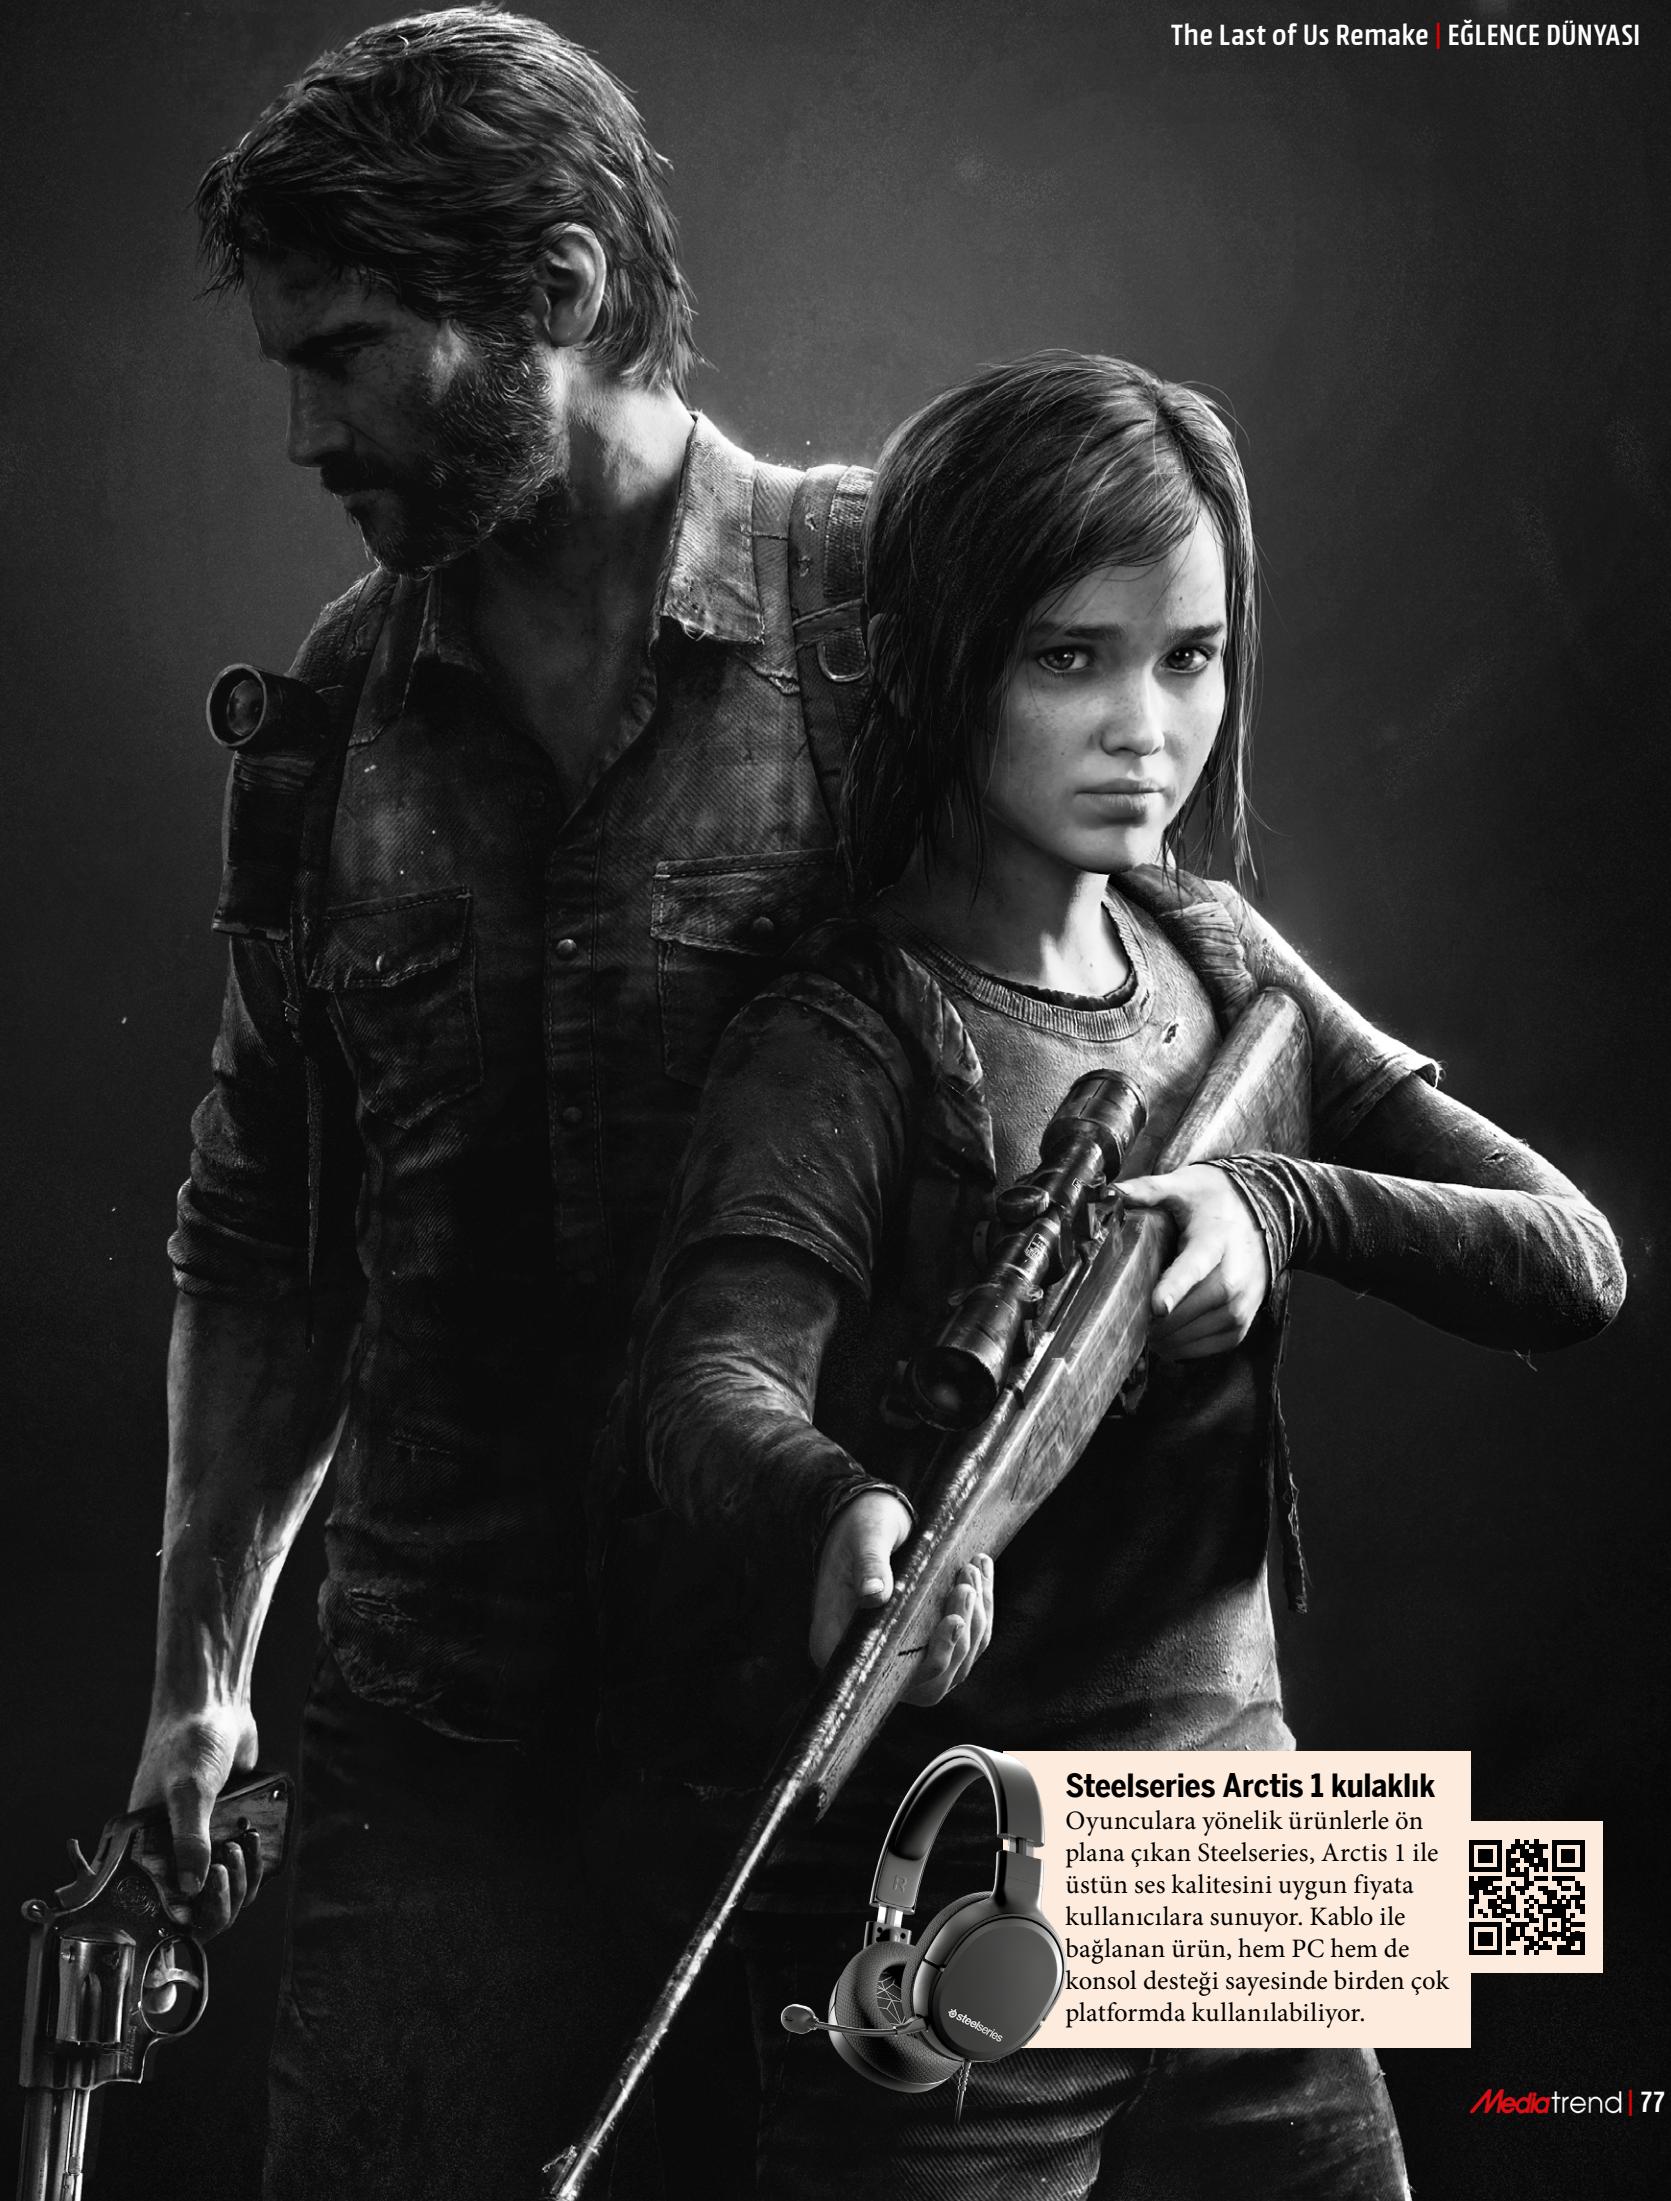 The Last of Us Remake | EĞLENCE DÜNYASI
Steelseries Arctis 1 kulaklık
Oyunculara yönelik ürünlerle ön
plana çıkan Steelseries, Arctis 1 ile
üstün ses kalitesini uygun fiyata
kullanıcılara sunuyor. Kablo ile
bağlanan ürün, hem PC hem de
konsol desteği sayesinde birden çok
platformda kullanılabiliyor.
R
steelseries
Mediatrend | 77